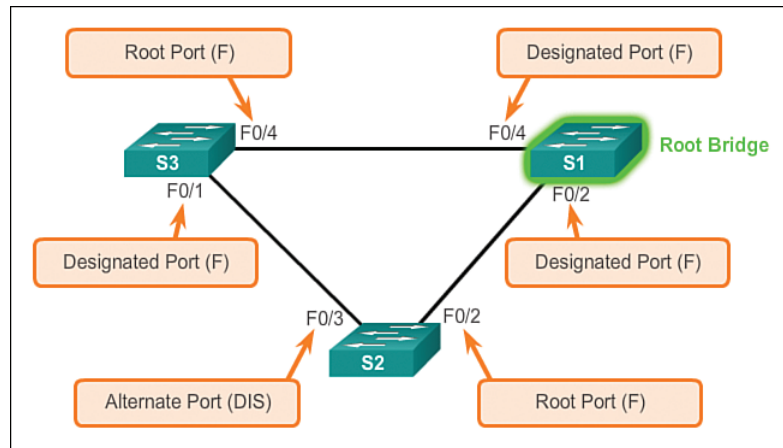 Root Port (F)
Designated Port (F)
F0/4
F0/4
S3
S1
Root Bridge
F0/1
F0/2
Designated Port (F)
Designated Port (F)
F0/3
F0/2
S2
Alternate Port (DIS)
Root Port (F)